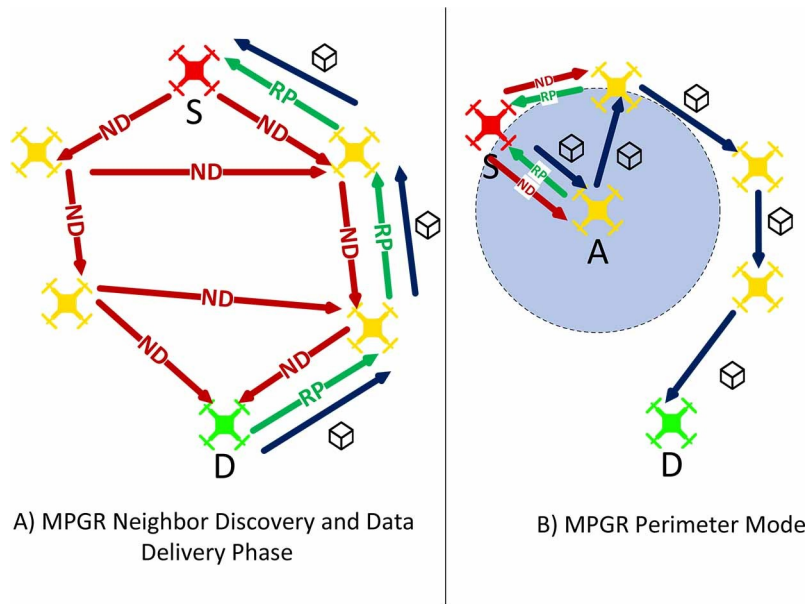 S
ND
ND
RP
ND
ND
ND
RP
ND
ND
ND
RP
D
A) MPGR Neighbor Discovery and Data
Delivery Phase
ND
RP
S
RP
ND
A
D
B) MPGR Perimeter Mode